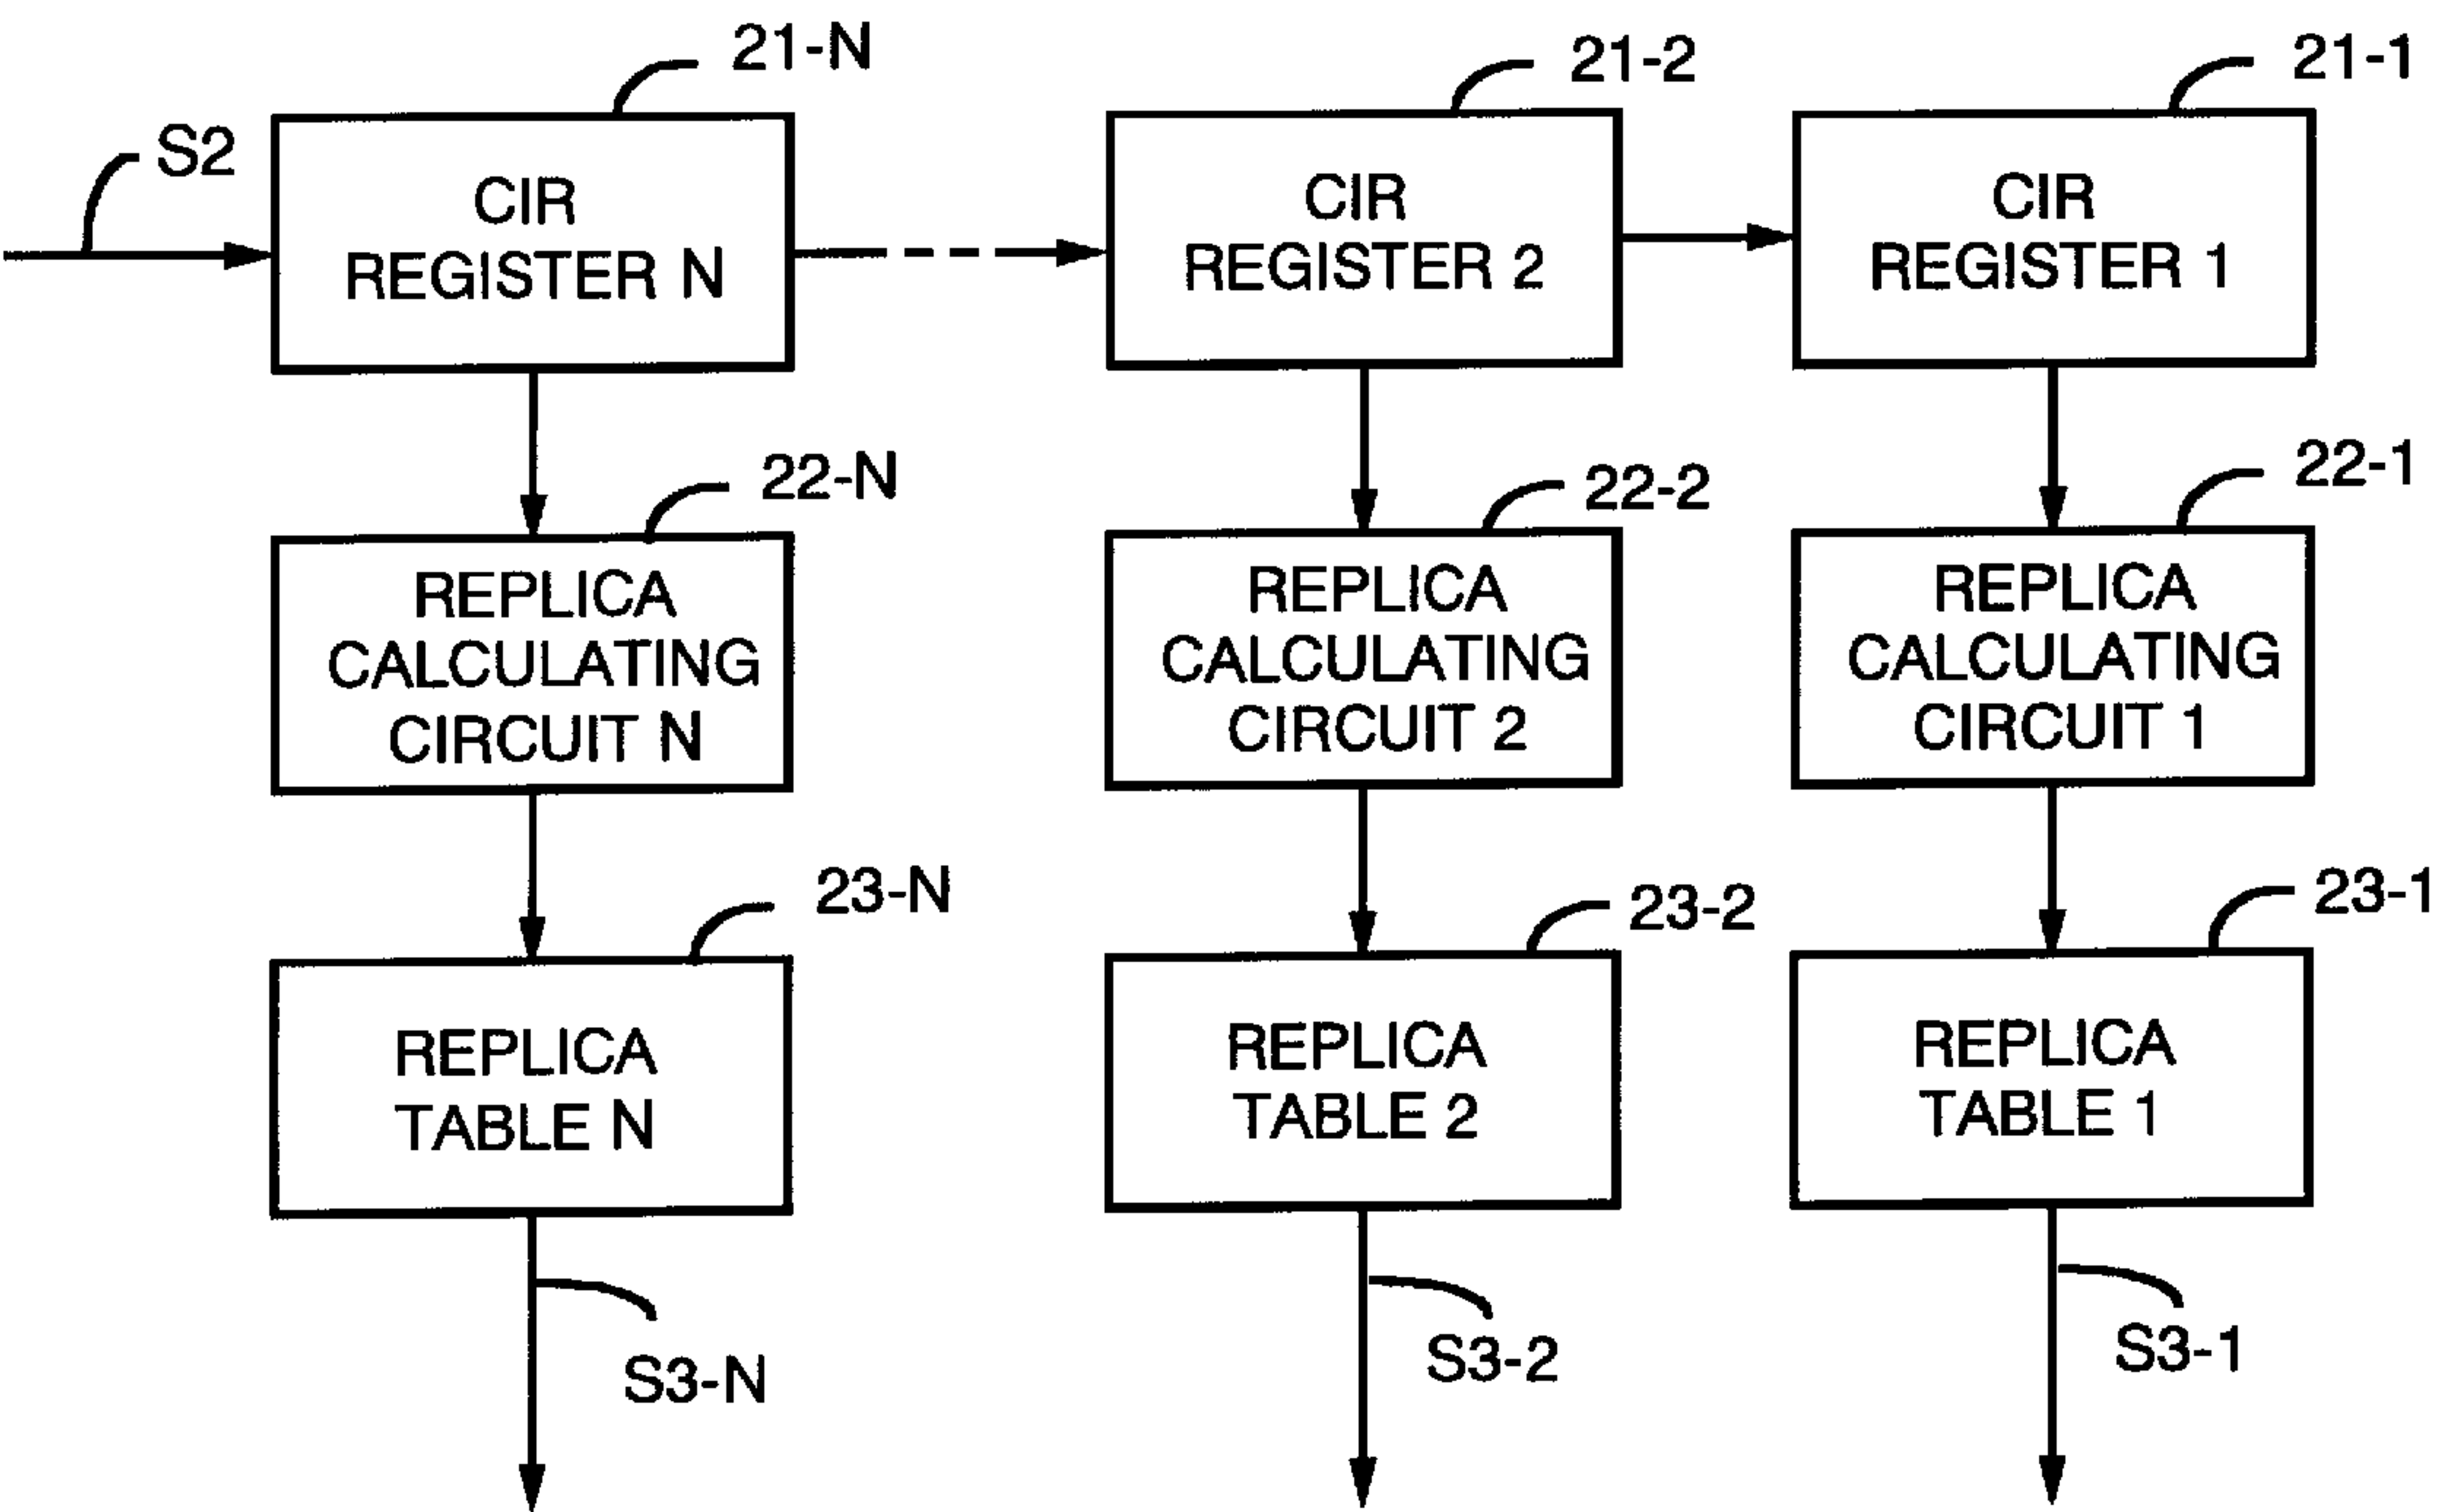 21-N
21-2
21-1
S2
CIR
REGISTER N
CIR
REGISTER 2
CIR
REGISTER 1
22-N
22-2
22-1
REPLICA
CALCULATING
CIRCUIT N
REPLICA
CALCULATING
CIRCUIT 2
REPLICA
CALCULATING
CIRCUIT 1
23-N
23-2
23-1
REPLICA
TABLE N
REPLICA
TABLE 2
REPLICA
TABLE 1
S3-N
S3-2
S3-1